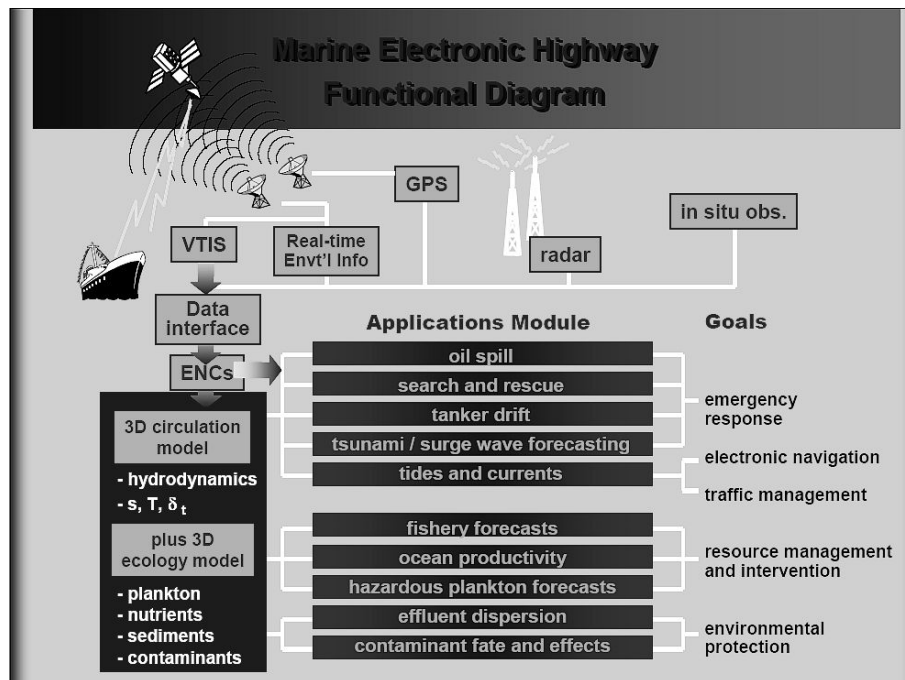 Marine Electronic Highway
Functional Diagram
GPS
in situ obs.
VTIS
Real-time
Envt'l Info
radar
Data
interface
Applications Module
Goals
ENCs
oil spill
search and rescue
tanker drift
tsunami / surge wave forecasting
tides and currents
emergency
response
electronic navigation
traffic management
3D circulation
model
- hydrodynamics
- s, T, δt
plus 3D
ecology model
- plankton
- nutrients
- sediments
- contaminants
fishery forecasts
ocean productivity
hazardous plankton forecasts
effluent dispersion
contaminant fate and effects
resource management
and intervention
environmental
protection